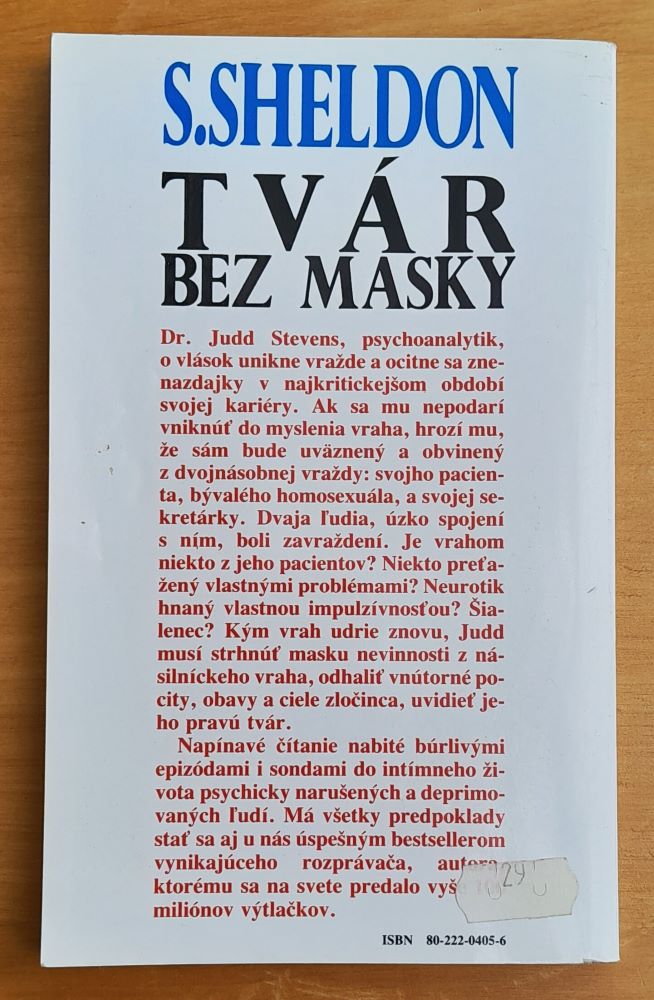 S.SHELDON
TVÁR
BEZ MASKY
Dr. Judd Stevens, psychoanalytik,
o vlások unikne vražde a ocitne sa zne-
nazdajky v najkritickejšom období
svojej kariéry. Ak sa mu nepodarí
vniknúť do myslenia vraha, hrozí mu,
že sám bude uväznený a obvinený
z dvojnásobnej vraždy: svojho pacien-
ta, bývalého homosexuála, a svojej se-
kretárky. Dvaja ľudia, úzko spojení
s ním, boli zavraždení. Je vrahom
niekto z jeho pacientov? Niekto preťa-
žený vlastnými problémami? Neurotik
hnaný vlastnou impulzívnosťou? Šia-
lenec? Kým vrah udrie znovu, Judd
musí strhnúť masku nevinnosti z ná-
silníckeho vraha, odhaliť vnútorné po-
city, obavy a ciele zločinca, uvidieť je-
ho pravú tvár.
Napínavé čítanie nabité búrlivými
epizódami i sondami do intímneho ži-
vota psychicky narušených a deprimo-
vaných ľudí. Má všetky predpoklady
stať sa aj u nás úspešným bestsellerom
vynikajúceho rozprávača, autora,
ktorému sa na svete predalo 29
miliónov výtlačkov.
ISBN 80-222-0405-6